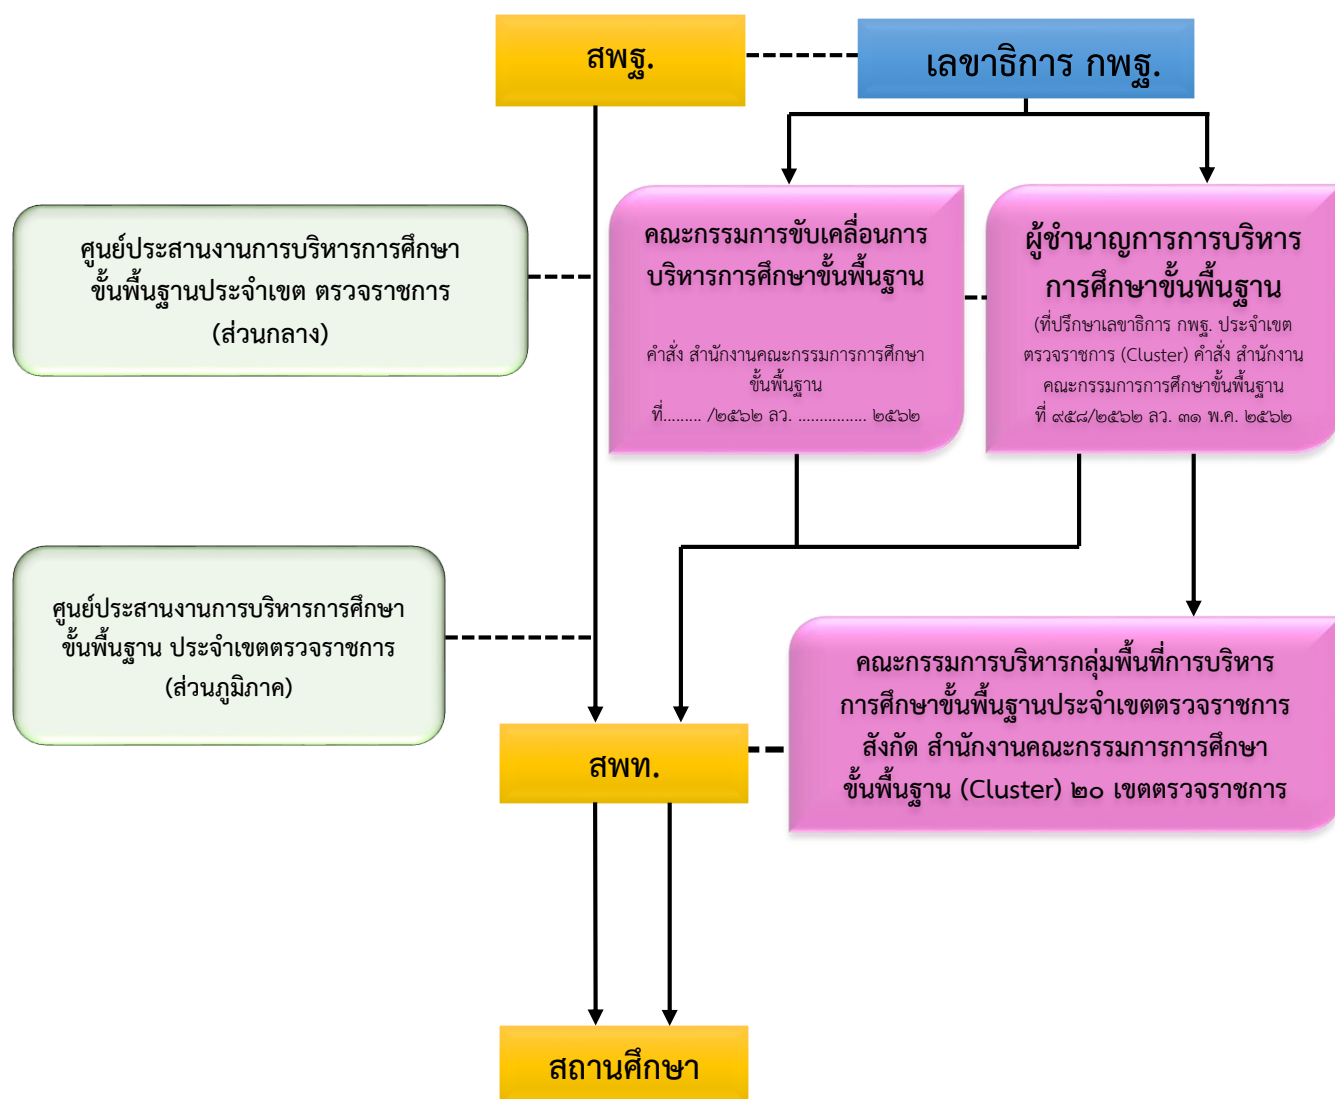 สพฐ.
เลขาธิการ กพฐ.
ศูนย์ประสานงานการบริหารการศึกษา
ขั้นพื้นฐานประจำเขต ตรวจราชการ
(ส่วนกลาง)
คณะกรรมการขับเคลื่อนการ
บริหารการศึกษาขั้นพื้นฐาน
คำสั่ง สำนักงานคณะกรรมการการศึกษา
ขั้นพื้นฐาน
ที่......... /๒๕๖๒ ลว. ............... ๒๕๖๒
ผู้ชำนาญการการบริหาร
การศึกษาขั้นพื้นฐาน
(ที่ปรึกษาเลขาธิการ กพฐ. ประจำเขต
ตรวจราชการ (Cluster) คำสั่ง สำนักงาน
คณะกรรมการการศึกษาขั้นพื้นฐาน
ที่ ๙๕๘/๒๕๖๒ ลว. ๓๑ พ.ค. ๒๕๖๒
ศูนย์ประสานงานการบริหารการศึกษา
ขั้นพื้นฐาน ประจำเขตตรวจราชการ
(ส่วนภูมิภาค)
สพท.
คณะกรรมการบริหารกลุ่มพื้นที่การบริหาร
การศึกษาขั้นพื้นฐานประจำเขตตรวจราชการ
สังกัด สำนักงานคณะกรรมการการศึกษา
ขั้นพื้นฐาน (Cluster) ๒๐ เขตตรวจราชการ
สถานศึกษา